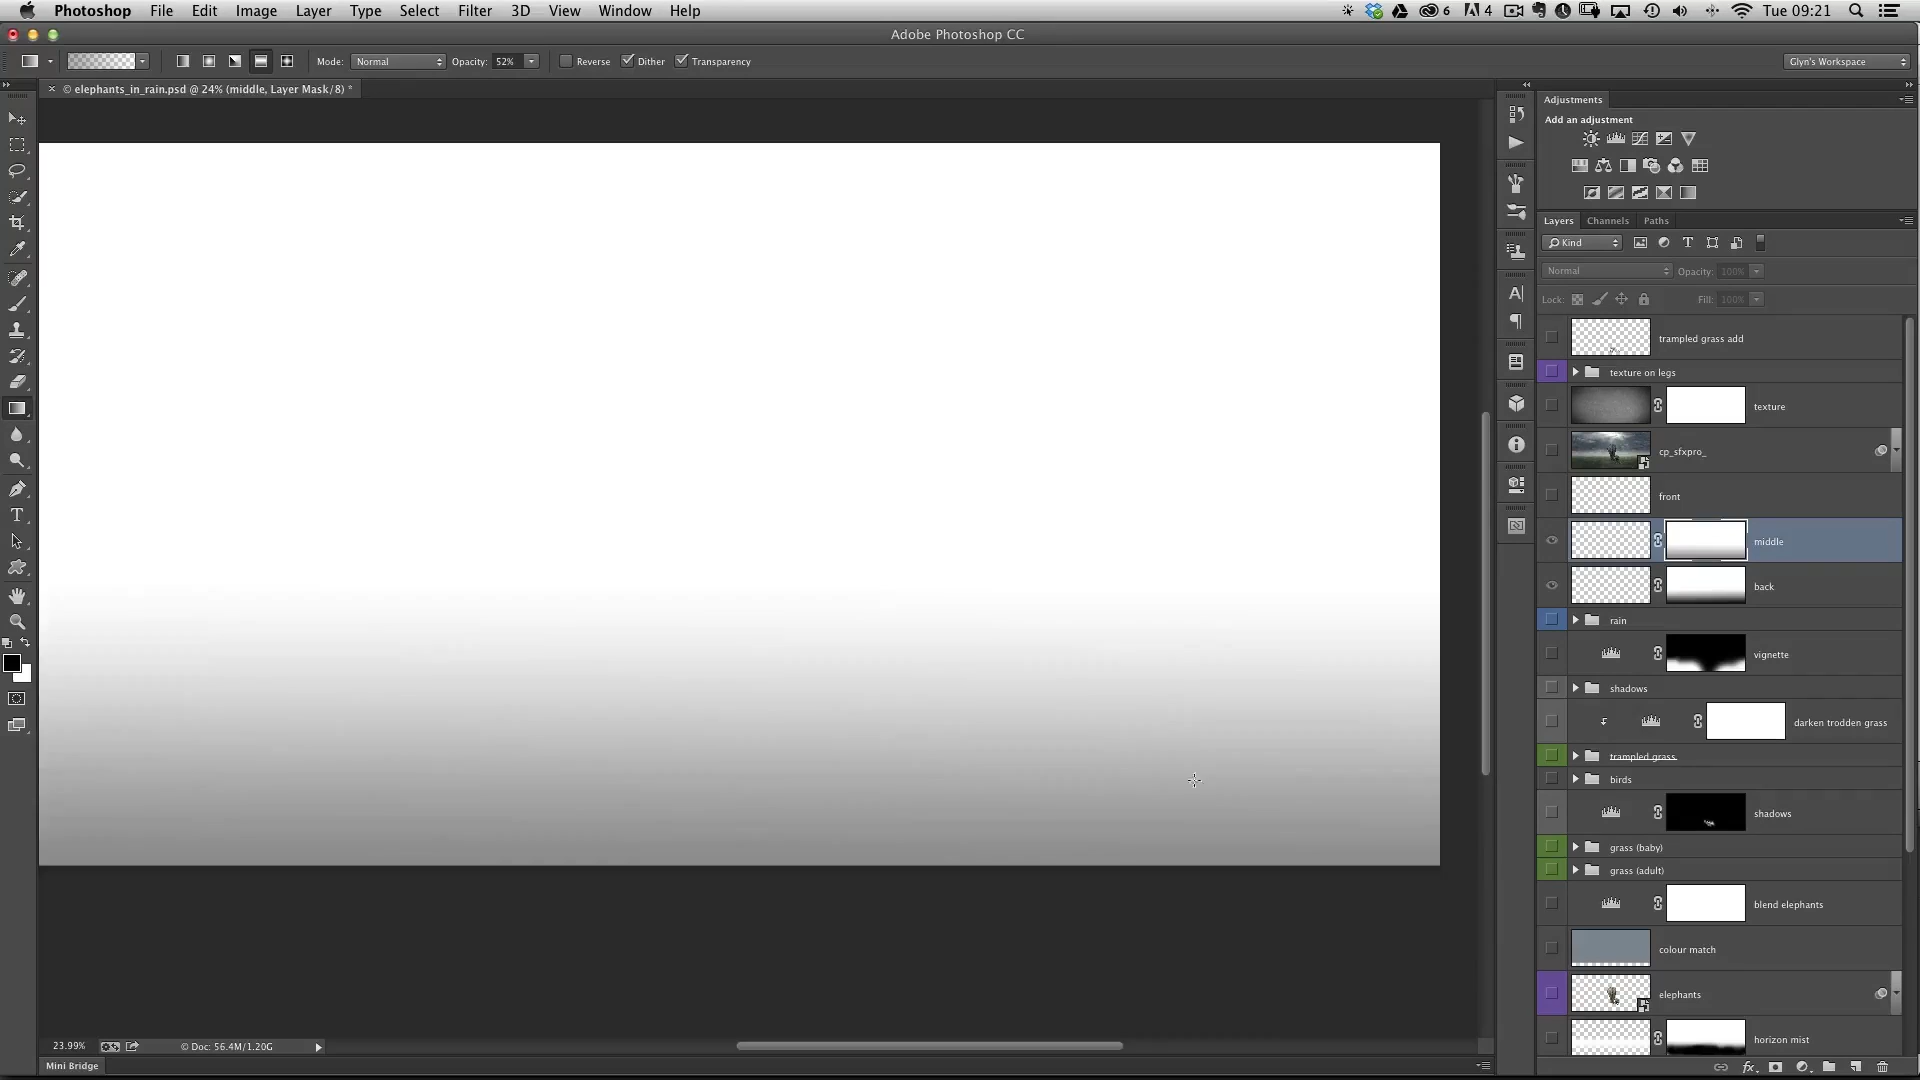 Photoshop File Edit Image Layer Type Select Filter 3D View Window Help 6 4 Tue 09:21
Adobe Photoshop CC
Mode: Normal Opacity: 52% Reverse Dither Transparency Glyn's Workspace
© elephants_in_rain.psd @ 24% (middle, Layer Mask/8) *
Adjustments
Add an adjustment
Layers Channels Paths
Kind
Normal Opacity: 100%
Lock: Fill: 100%
trampled grass add
texture on legs
texture
cp_sfxpro_
front
middle
back
rain
vignette
shadows
darken trodden grass
trampled grass
birds
shadows
grass (baby)
grass (adult)
blend elephants
colour match
elephants
horizon mist
23.99% © Doc: 56.4M/1.20G
Mini Bridge